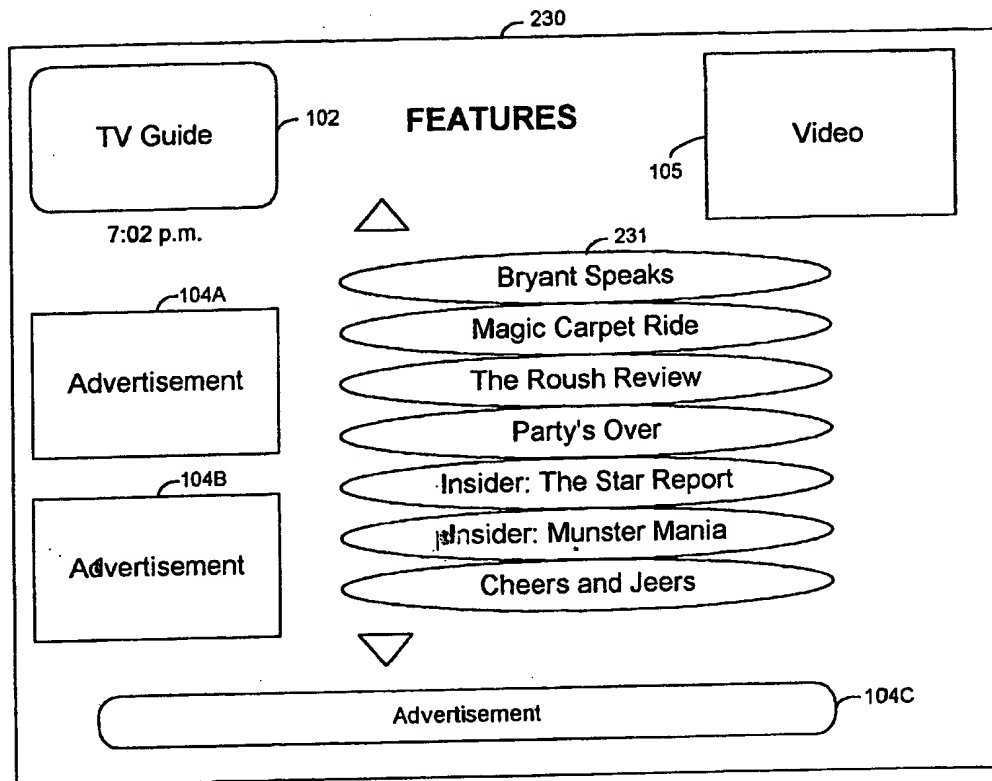 230
TV Guide
102
FEATURES
Video
105
7:02 p.m.
231
Bryant Speaks
104A
Magic Carpet Ride
Advertisement
The Roush Review
Party's Over
104B
Insider: The Star Report
Advertisement
Insider: Munster Mania
Cheers and Jeers
Advertisement
104C